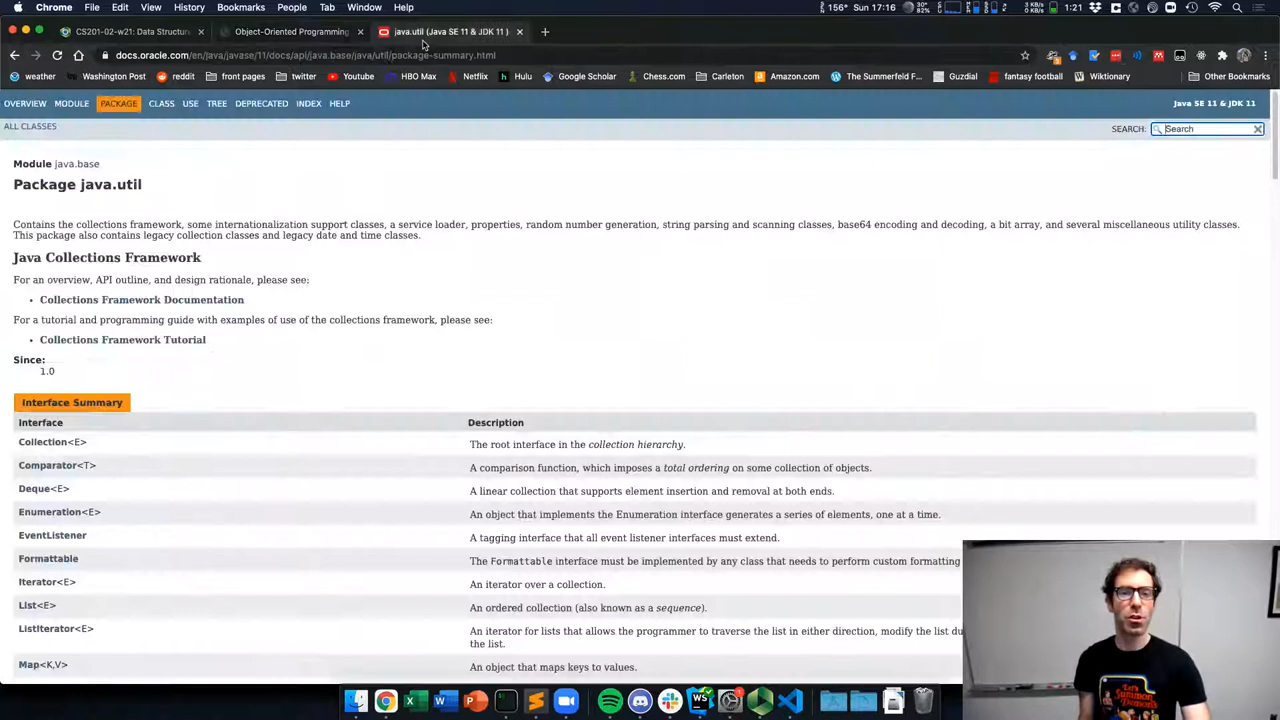 Chrome File Edit View History Bookmarks People Tab Window Help
156° Sun 17:16
30%
82°
3 KB/s
4 KB/s
1:21
CS201-02-w21: Data Structure
Object-Oriented Programming
java.util (Java SE 11 & JDK 11 )
docs.oracle.com/en/java/javase/11/docs/api/java.base/java/util/package-summary.html
weather Washington Post reddit front pages twitter Youtube HBO Max Netflix Hulu Google Scholar Chess.com Carleton Amazon.com The Summerfeld F... Guzdial fantasy football Wiktionary Other Bookmarks
OVERVIEW MODULE PACKAGE CLASS USE TREE DEPRECATED INDEX HELP
Java SE 11 & JDK 11
ALL CLASSES
SEARCH: Search
Module java.base
Package java.util
Contains the collections framework, some internationalization support classes, a service loader, properties, random number generation, string parsing and scanning classes, base64 encoding and decoding, a bit array, and several miscellaneous utility classes.
This package also contains legacy collection classes and legacy date and time classes.
Java Collections Framework
For an overview, API outline, and design rationale, please see:
• Collections Framework Documentation
For a tutorial and programming guide with examples of use of the collections framework, please see:
• Collections Framework Tutorial
Since:
1.0
Interface Summary
Interface Description
Collection<E> The root interface in the collection hierarchy.
Comparator<T> A comparison function, which imposes a total ordering on some collection of objects.
Deque<E> A linear collection that supports element insertion and removal at both ends.
Enumeration<E> An object that implements the Enumeration interface generates a series of elements, one at a time.
EventListener A tagging interface that all event listener interfaces must extend.
Formattable The Formattable interface must be implemented by any class that needs to perform custom formatting
Iterator<E> An iterator over a collection.
List<E> An ordered collection (also known as a sequence).
ListIterator<E> An iterator for lists that allows the programmer to traverse the list in either direction, modify the list du
the list.
Map<K,V> An object that maps keys to values.
Let's
Summon
Demons